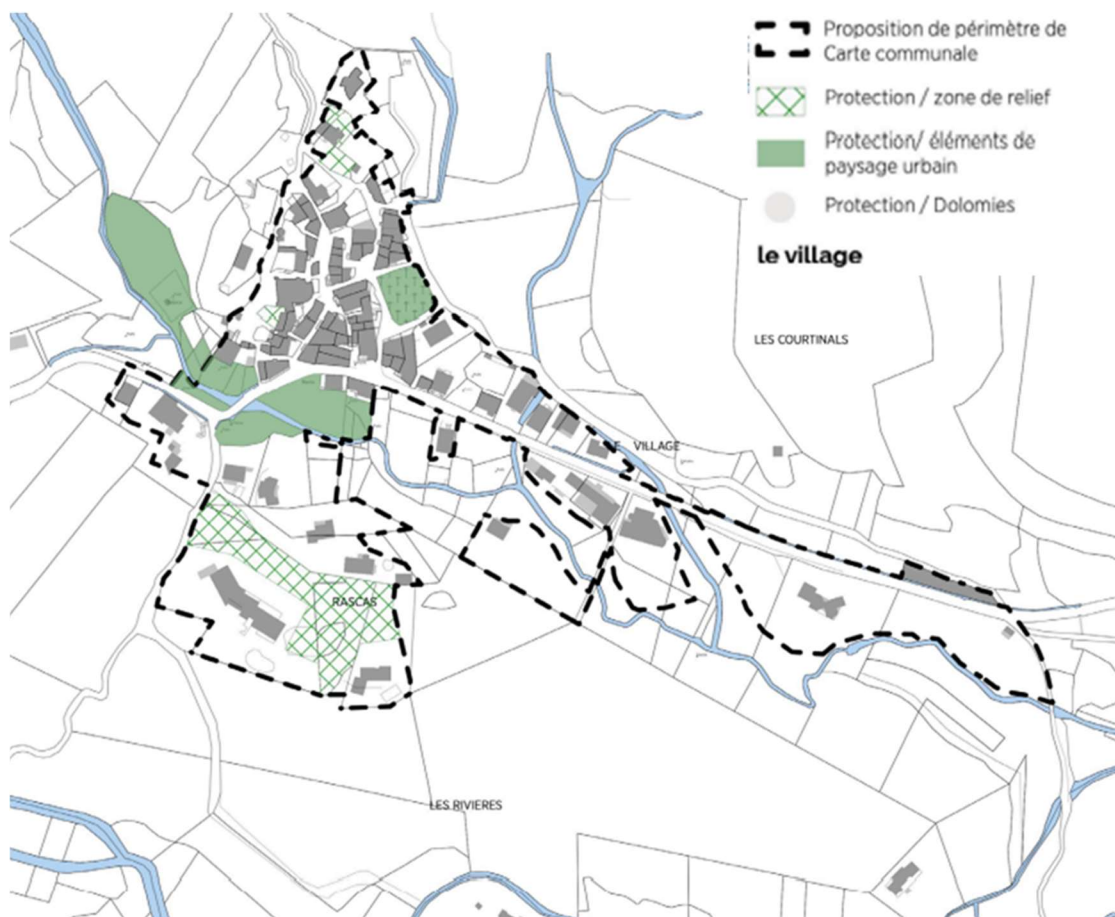 Proposition de périmètre de
Carte communale
Protection / zone de relief
Protection/ éléments de
paysage urbain
Protection / Dolomies
le village
LES COURTINALS
VILLAGE
RASCAS
LES RIVIERES